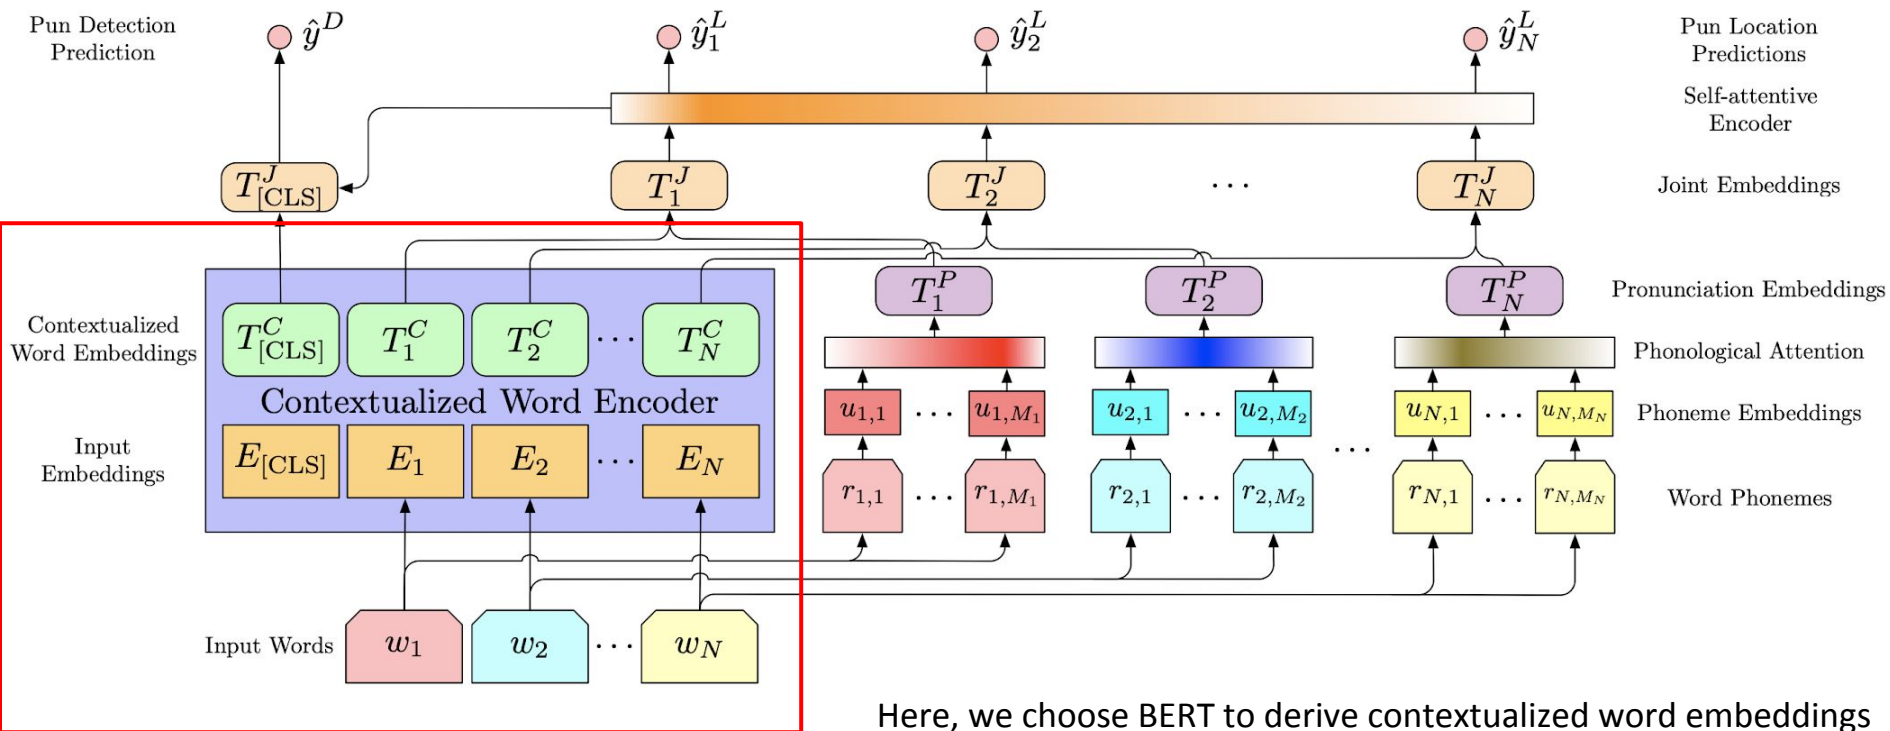 Pun Detection
Prediction
ŷ^D
ŷ_1^L
ŷ_2^L
ŷ_N^L
Pun Location
Predictions
Self-attentive
Encoder
T_{[CLS]}^J
T_1^J
T_2^J
...
T_N^J
Joint Embeddings
Contextualized
Word Embeddings
T_{[CLS]}^C
T_1^C
T_2^C
...
T_N^C
T_1^P
T_2^P
T_N^P
Pronunciation Embeddings
Phonological Attention
Contextualized Word Encoder
u_{1,1} ... u_{1,M_1}
u_{2,1} ... u_{2,M_2}
u_{N,1} ... u_{N,M_N}
Phoneme Embeddings
Input
Embeddings
E_{[CLS]}
E_1
E_2
...
E_N
r_{1,1} ... r_{1,M_1}
r_{2,1} ... r_{2,M_2}
...
r_{N,1} ... r_{N,M_N}
Word Phonemes
Input Words
w_1
w_2
...
w_N
Here, we choose BERT to derive contextualized word embeddings